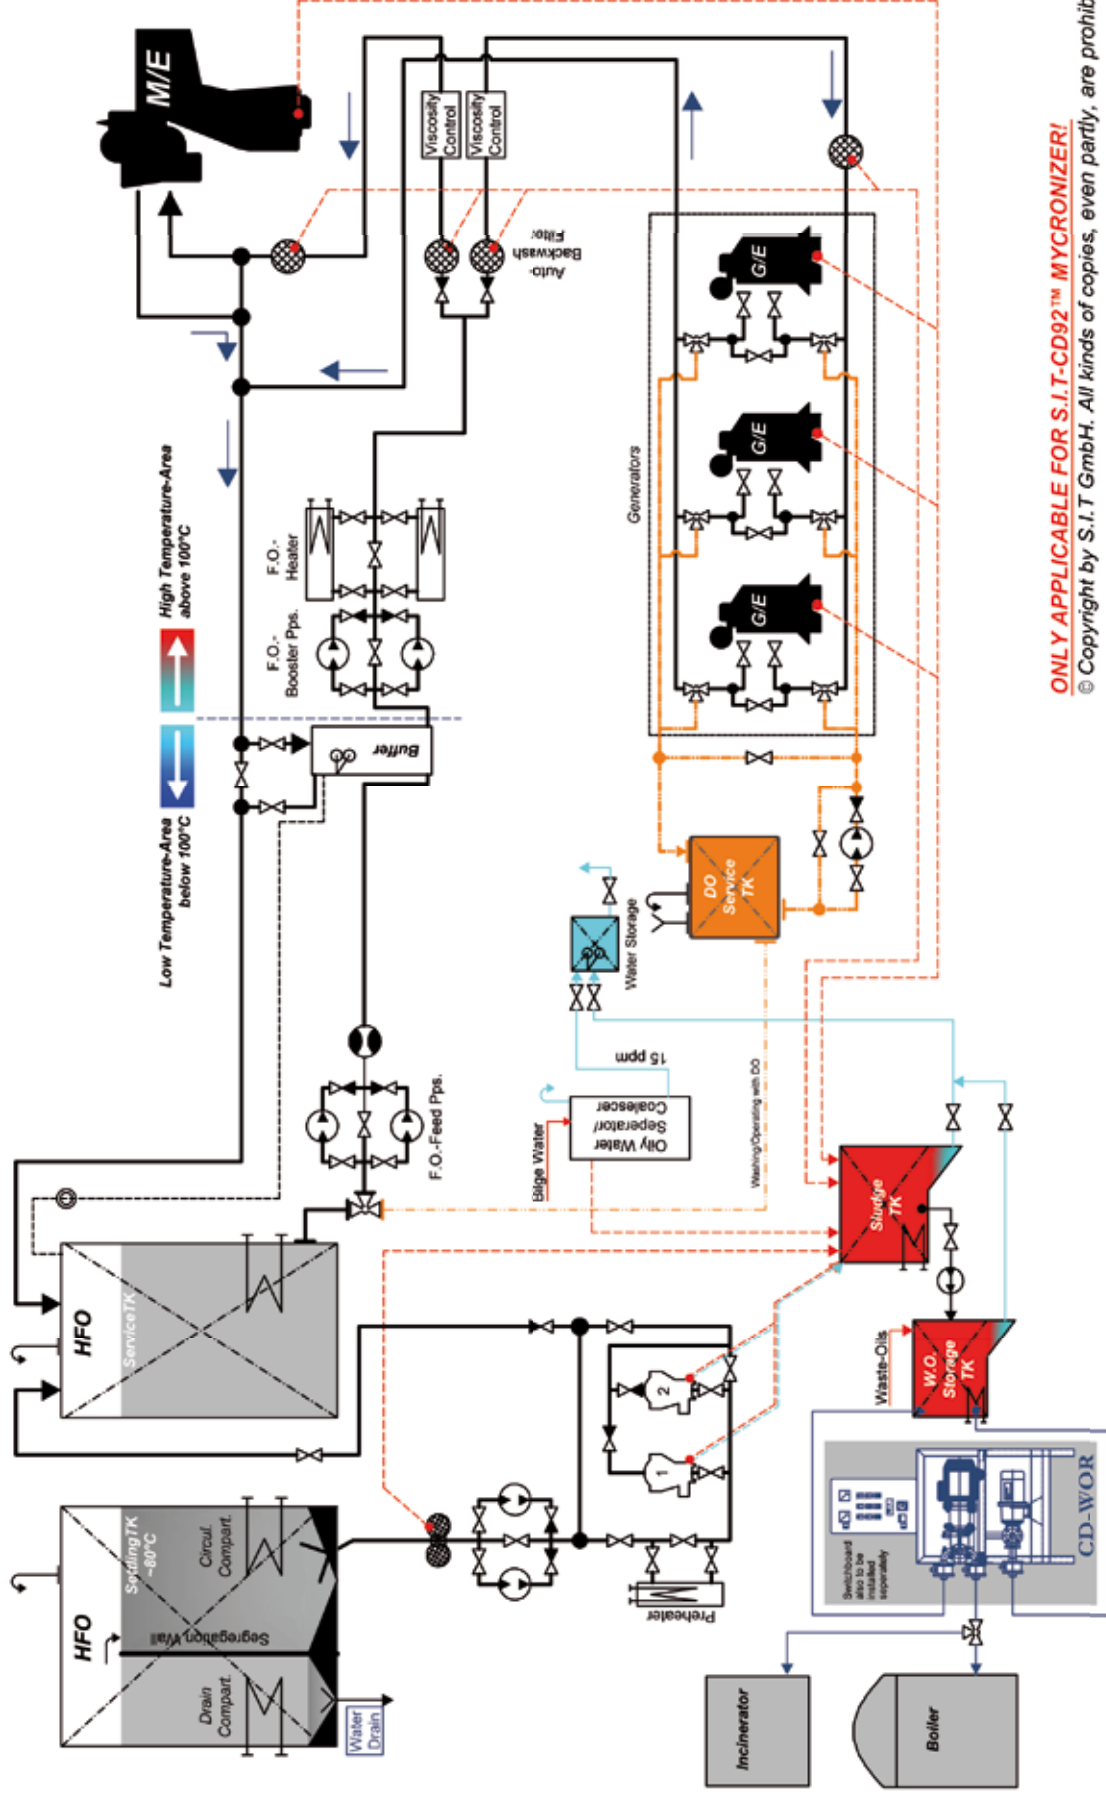 HFO
SettlingTK
~80°C
Circul.
Compart.
Segregation Wall
Drain
Compart.
Water
Drain
HFO
ServiceTK
Preheater
1
2
F.O.-Feed Pps.
Low Temperature-Area
below 100°C
High Temperature-Area
above 100°C
Buffer
F.O.-
Booster Pps.
F.O.-
Heater
Auto-
Backwash
Filter
Viscosity
Control
Viscosity
Control
M/E
Generators
G/E
G/E
G/E
DO
Service
TK
Water Storage
15 ppm
Bilge Water
Oily Water
Seperator/
Coalescer
Washing/Operating with DO
Sludge
TK
Waste-Oils
W.O.
Storage
TK
Switchboard
also to be
installed
seperately
CD-WOR
Incinerator
Boiler
ONLY APPLICABLE FOR S.I.T-CD92™ MYCRONIZER!
© Copyright by S.I.T GmbH. All kinds of copies, even partly, are prohib